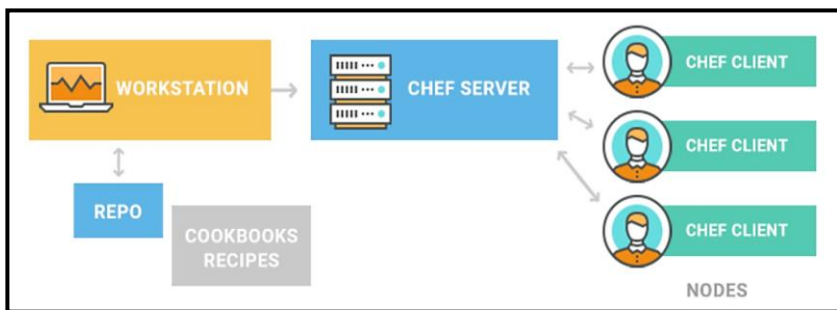 WORKSTATION
CHEF SERVER
CHEF CLIENT
CHEF CLIENT
CHEF CLIENT
REPO
COOKBOOKS
RECIPES
NODES